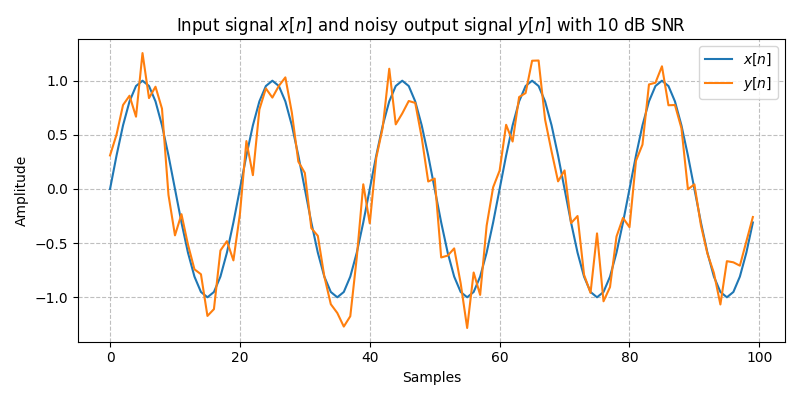 Input signal x[n] and noisy output signal y[n] with 10 dB SNR
x[n]
y[n]
Amplitude
1.0
0.5
0.0
−0.5
−1.0
0 20 40 60 80 100
Samples